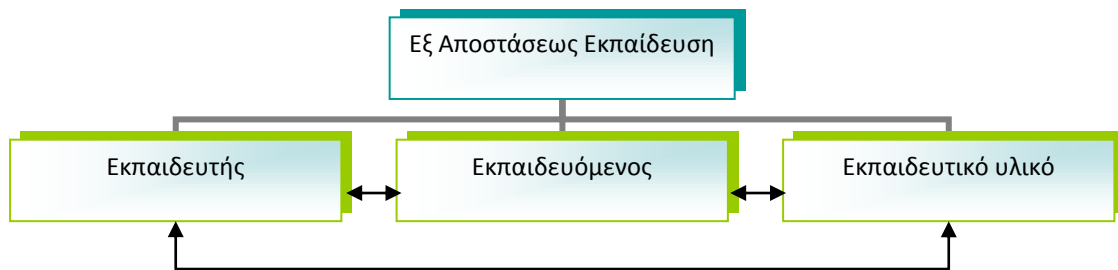 Εξ Αποστάσεως Εκπαίδευση
Εκπαιδευτής
Εκπαιδευόμενος
Εκπαιδευτικό υλικό